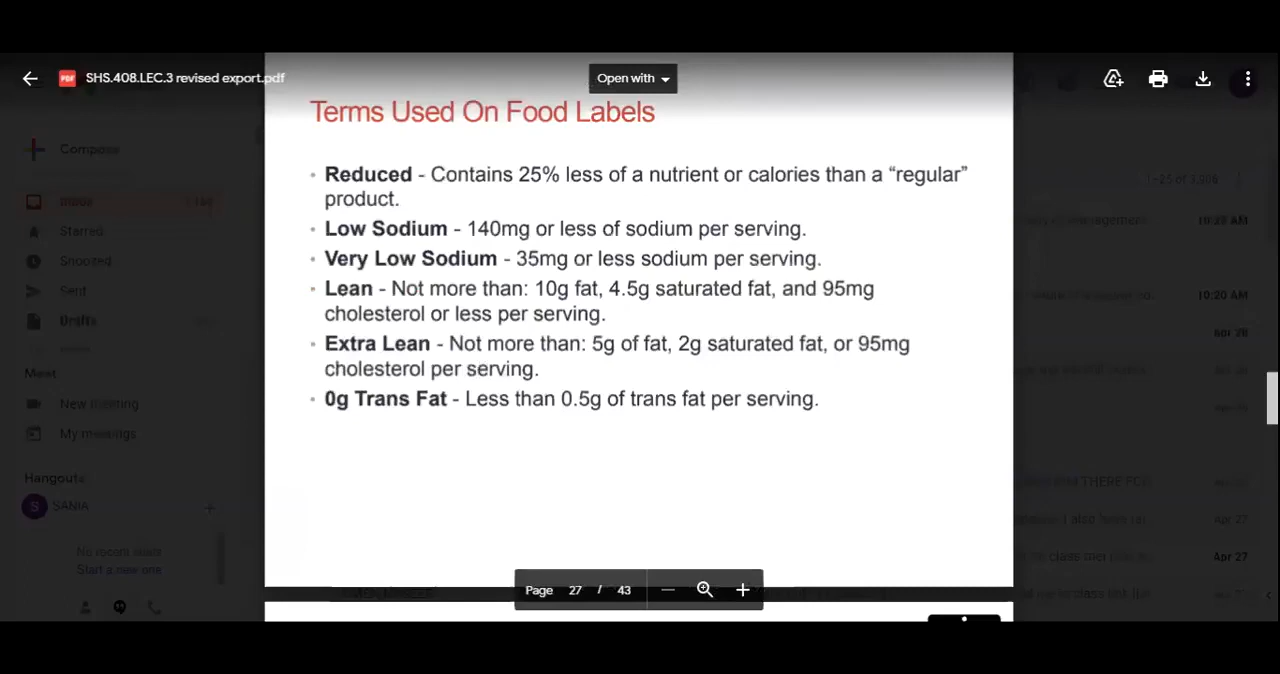 SHS.408.LEC.3 revised export.pdf
Open with
Terms Used On Food Labels
Reduced - Contains 25% less of a nutrient or calories than a “regular”
product.
Low Sodium - 140mg or less of sodium per serving.
Very Low Sodium - 35mg or less sodium per serving.
Lean - Not more than: 10g fat, 4.5g saturated fat, and 95mg
cholesterol or less per serving.
Extra Lean - Not more than: 5g of fat, 2g saturated fat, or 95mg
cholesterol per serving.
0g Trans Fat - Less than 0.5g of trans fat per serving.
Page 27 / 43
Compose
Inbox
Starred
Snoozed
Sent
Drafts
Meet
New meeting
My meetings
Hangouts
S SANIA
No recent chats
Start a new one
10:20 AM
Apr 28
Apr 27
Apr 27